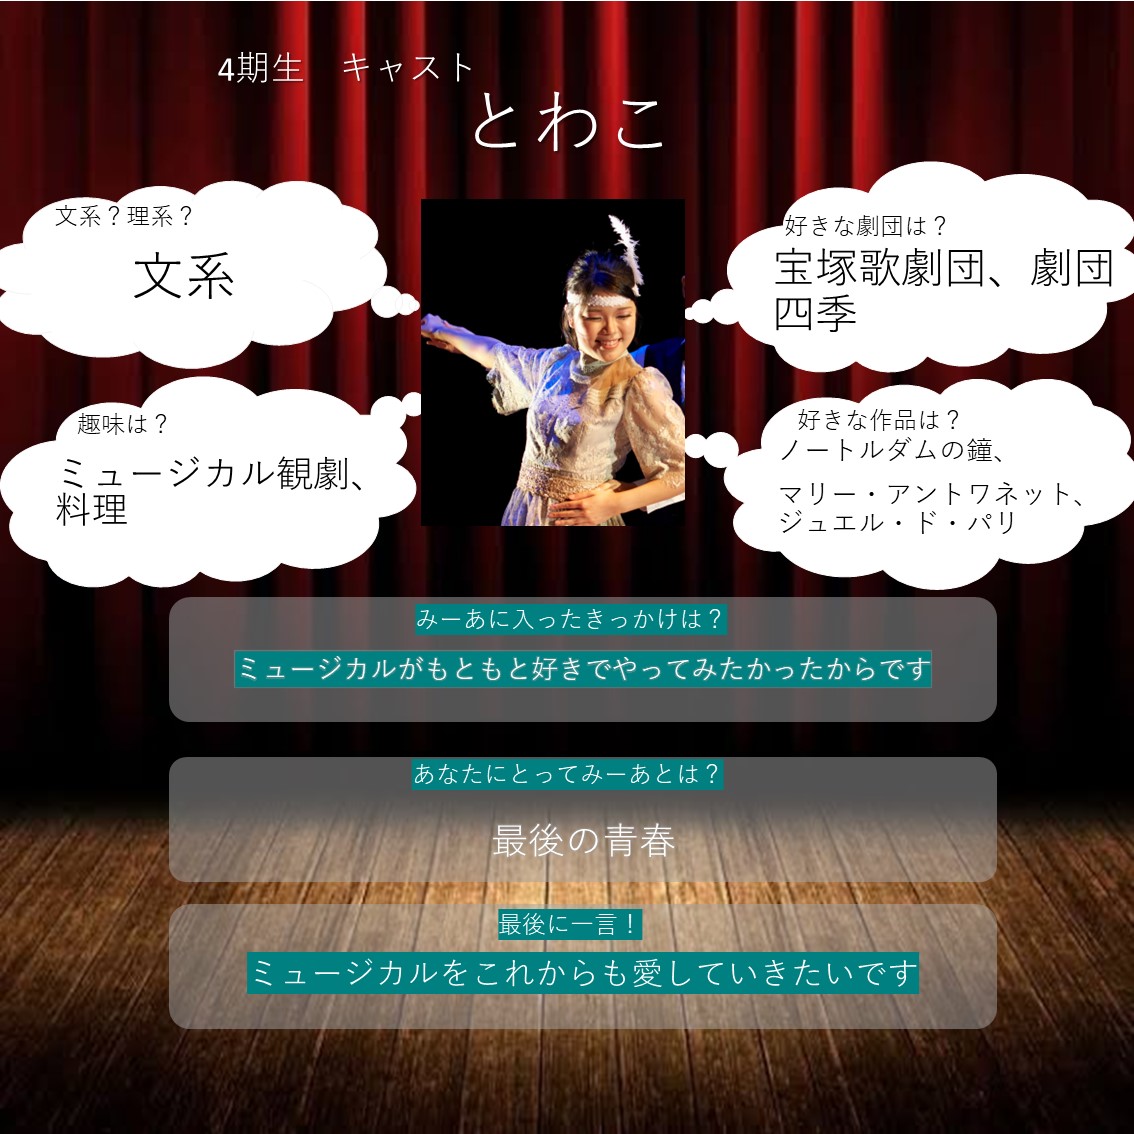 4期生　キャスト
とわこ
文系？理系？
文系
好きな劇団は？
宝塚歌劇団、劇団
四季
趣味は？
ミュージカル観劇、
料理
好きな作品は？
ノートルダムの鐘、
マリー・アントワネット、
ジュエル・ド・パリ
みーあに入ったきっかけは？
ミュージカルがもともと好きでやってみたかったからです
あなたにとってみーあとは？
最後の青春
最後に一言！
ミュージカルをこれからも愛していきたいです